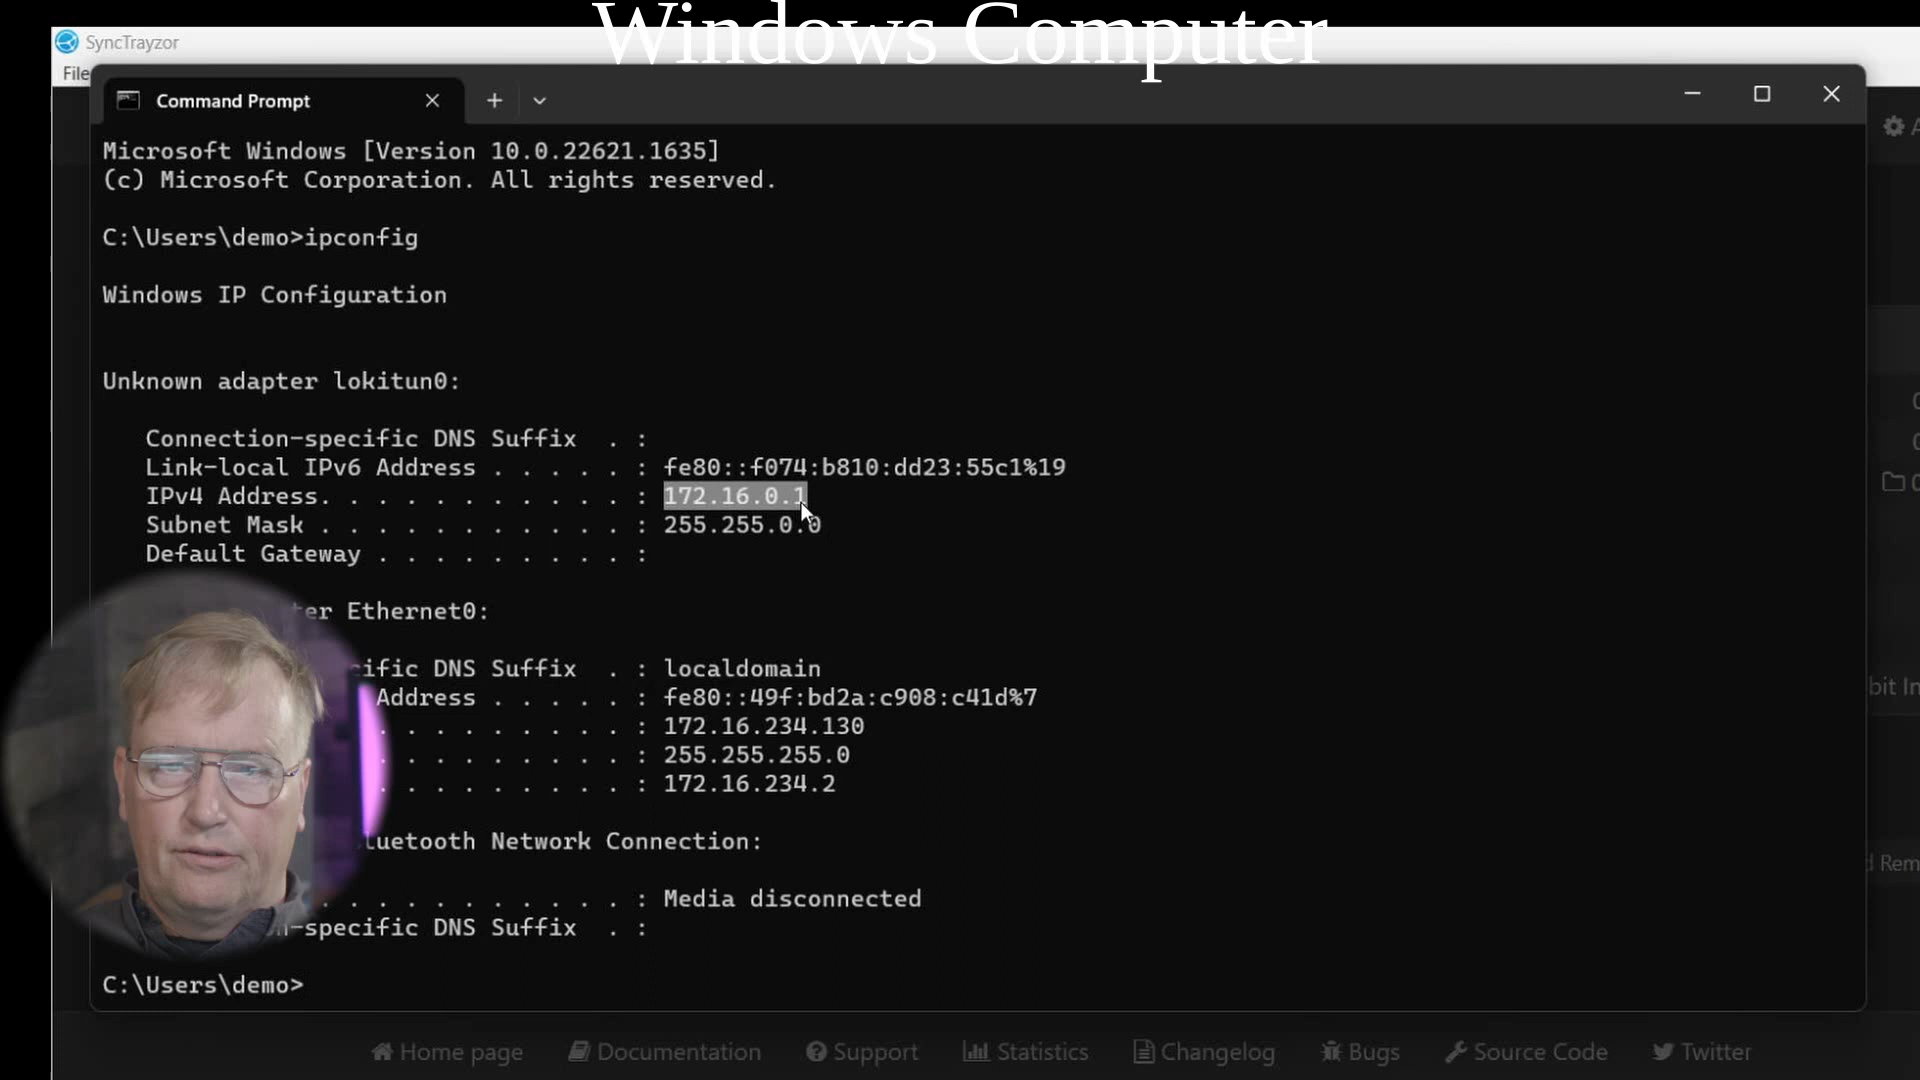 Windows Computer
SyncTrayzor
File
Command Prompt
Microsoft Windows [Version 10.0.22621.1635]
(c) Microsoft Corporation. All rights reserved.
C:\Users\demo>ipconfig
Windows IP Configuration
Unknown adapter lokitun0:
Connection-specific DNS Suffix . :
Link-local IPv6 Address . . . . . : fe80::f074:b810:dd23:55c1%19
IPv4 Address. . . . . . . . . . . : 172.16.0.1
Subnet Mask . . . . . . . . . . . : 255.255.0.0
Default Gateway . . . . . . . . . :
ter Ethernet0:
ific DNS Suffix . : localdomain
Address . . . . . : fe80::49f:bd2a:c908:c41d%7
. . . . . . . . . : 172.16.234.130
. . . . . . . . . : 255.255.255.0
. . . . . . . . . : 172.16.234.2
luetooth Network Connection:
. . . . . . . . . . . : Media disconnected
n-specific DNS Suffix . :
bit In
d Rem
C:\Users\demo>
Home page Documentation Support Statistics Changelog Bugs Source Code Twitter